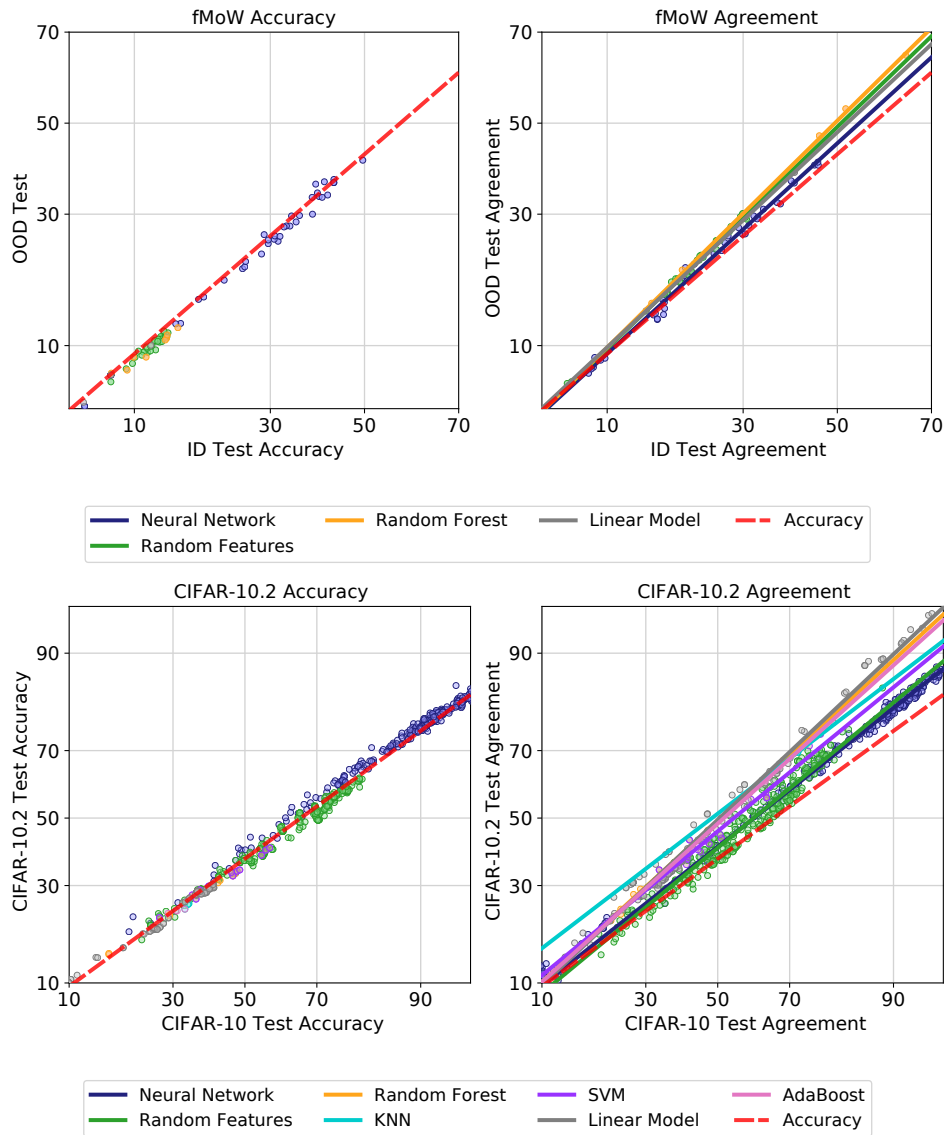 fMoW Accuracy
fMoW Agreement
OOD Test
70
50
30
10
10 30 50 70
ID Test Accuracy
OOD Test Agreement
70
50
30
10
10 30 50 70
ID Test Agreement
Neural Network Random Forest Linear Model Accuracy
Random Features
CIFAR-10.2 Accuracy
CIFAR-10.2 Agreement
CIFAR-10.2 Test Accuracy
90
70
50
30
10
10 30 50 70 90
CIFAR-10 Test Accuracy
CIFAR-10.2 Test Agreement
90
70
50
30
10
10 30 50 70 90
CIFAR-10 Test Agreement
Neural Network Random Forest SVM AdaBoost
Random Features KNN Linear Model Accuracy